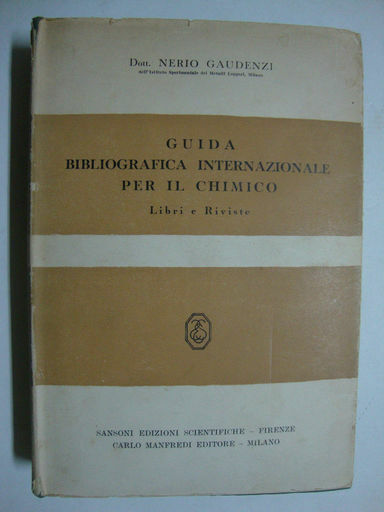 Dott. NERIO GAUDENZI
dell'Istituto Sperimentale dei Metalli Leggeri, Milano
GUIDA
BIBLIOGRAFICA INTERNAZIONALE
PER IL CHIMICO
Libri e Riviste
SANSONI EDIZIONI SCIENTIFICHE - FIRENZE
CARLO MANFREDI EDITORE - MILANO